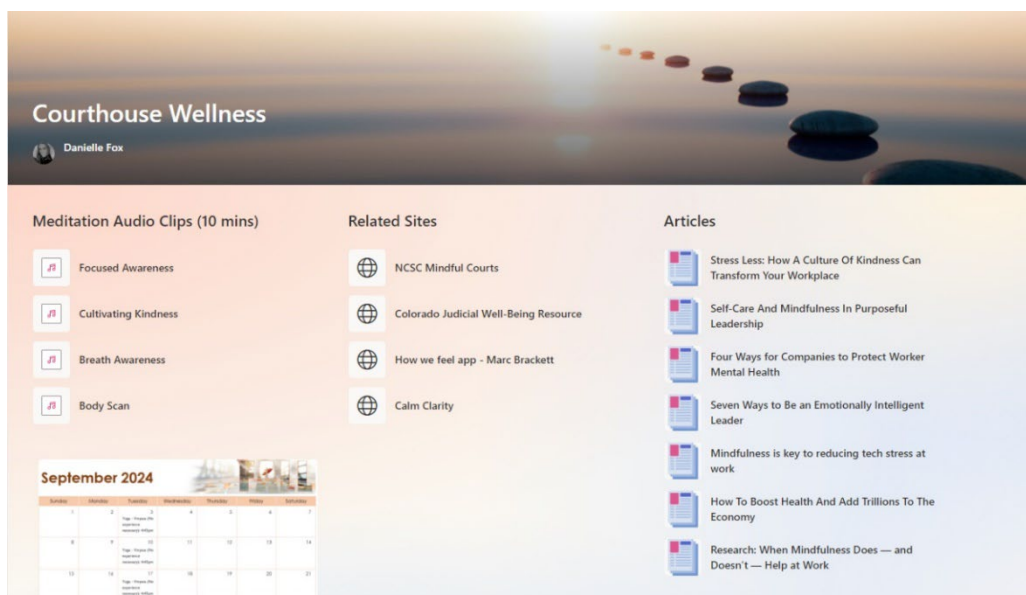 Courthouse Wellness
Danielle Fox
Meditation Audio Clips (10 mins)
Focused Awareness
Cultivating Kindness
Breath Awareness
Body Scan
Related Sites
NCSC Mindful Courts
Colorado Judicial Well-Being Resource
How we feel app - Marc Brackett
Calm Clarity
Articles
Stress Less: How A Culture Of Kindness Can
Transform Your Workplace
Self-Care And Mindfulness In Purposeful
Leadership
Four Ways for Companies to Protect Worker
Mental Health
Seven Ways to Be an Emotionally Intelligent
Leader
Mindfulness is key to reducing tech stress at
work
How To Boost Health And Add Trillions To The
Economy
Research: When Mindfulness Does — and
Doesn't — Help at Work
September 2024
Sunday Monday Tuesday Wednesday Thursday Friday Saturday
1 2 3 4 5 6 7
Yoga
8 9 10 11 12 13 14
Yoga
15 16 17 18 19 20 21
Yoga